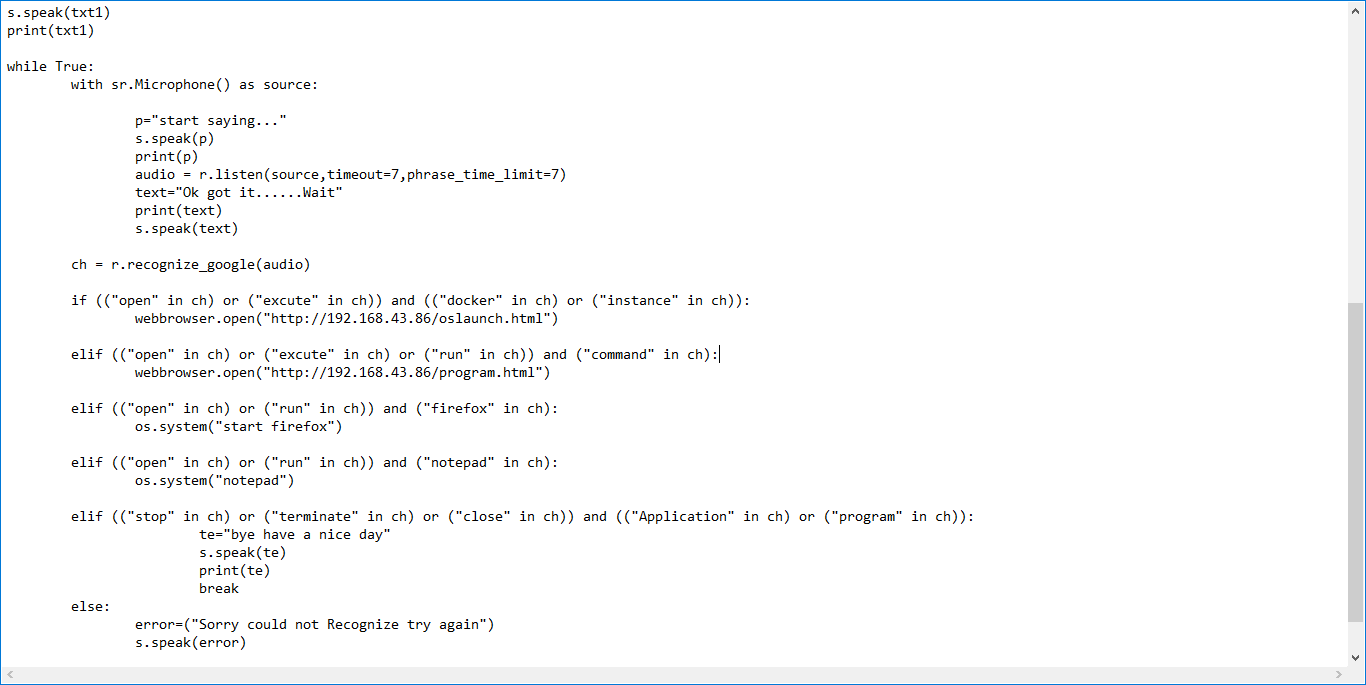 s.speak(txt1)
print(txt1)
while True:
with sr.Microphone() as source:
p="start saying..."
s.speak(p)
print(p)
audio = r.listen(source,timeout=7,phrase_time_limit=7)
text="Ok got it......Wait"
print(text)
s.speak(text)
ch = r.recognize_google(audio)
if (("open" in ch) or ("excute" in ch)) and (("docker" in ch) or ("instance" in ch)):
webbrowser.open("http://192.168.43.86/oslaunch.html")
elif (("open" in ch) or ("excute" in ch) or ("run" in ch)) and ("command" in ch):
webbrowser.open("http://192.168.43.86/program.html")
elif (("open" in ch) or ("run" in ch)) and ("firefox" in ch):
os.system("start firefox")
elif (("open" in ch) or ("run" in ch)) and ("notepad" in ch):
os.system("notepad")
elif (("stop" in ch) or ("terminate" in ch) or ("close" in ch)) and (("Application" in ch) or ("program" in ch)):
te="bye have a nice day"
s.speak(te)
print(te)
break
else:
error=("Sorry could not Recognize try again")
s.speak(error)